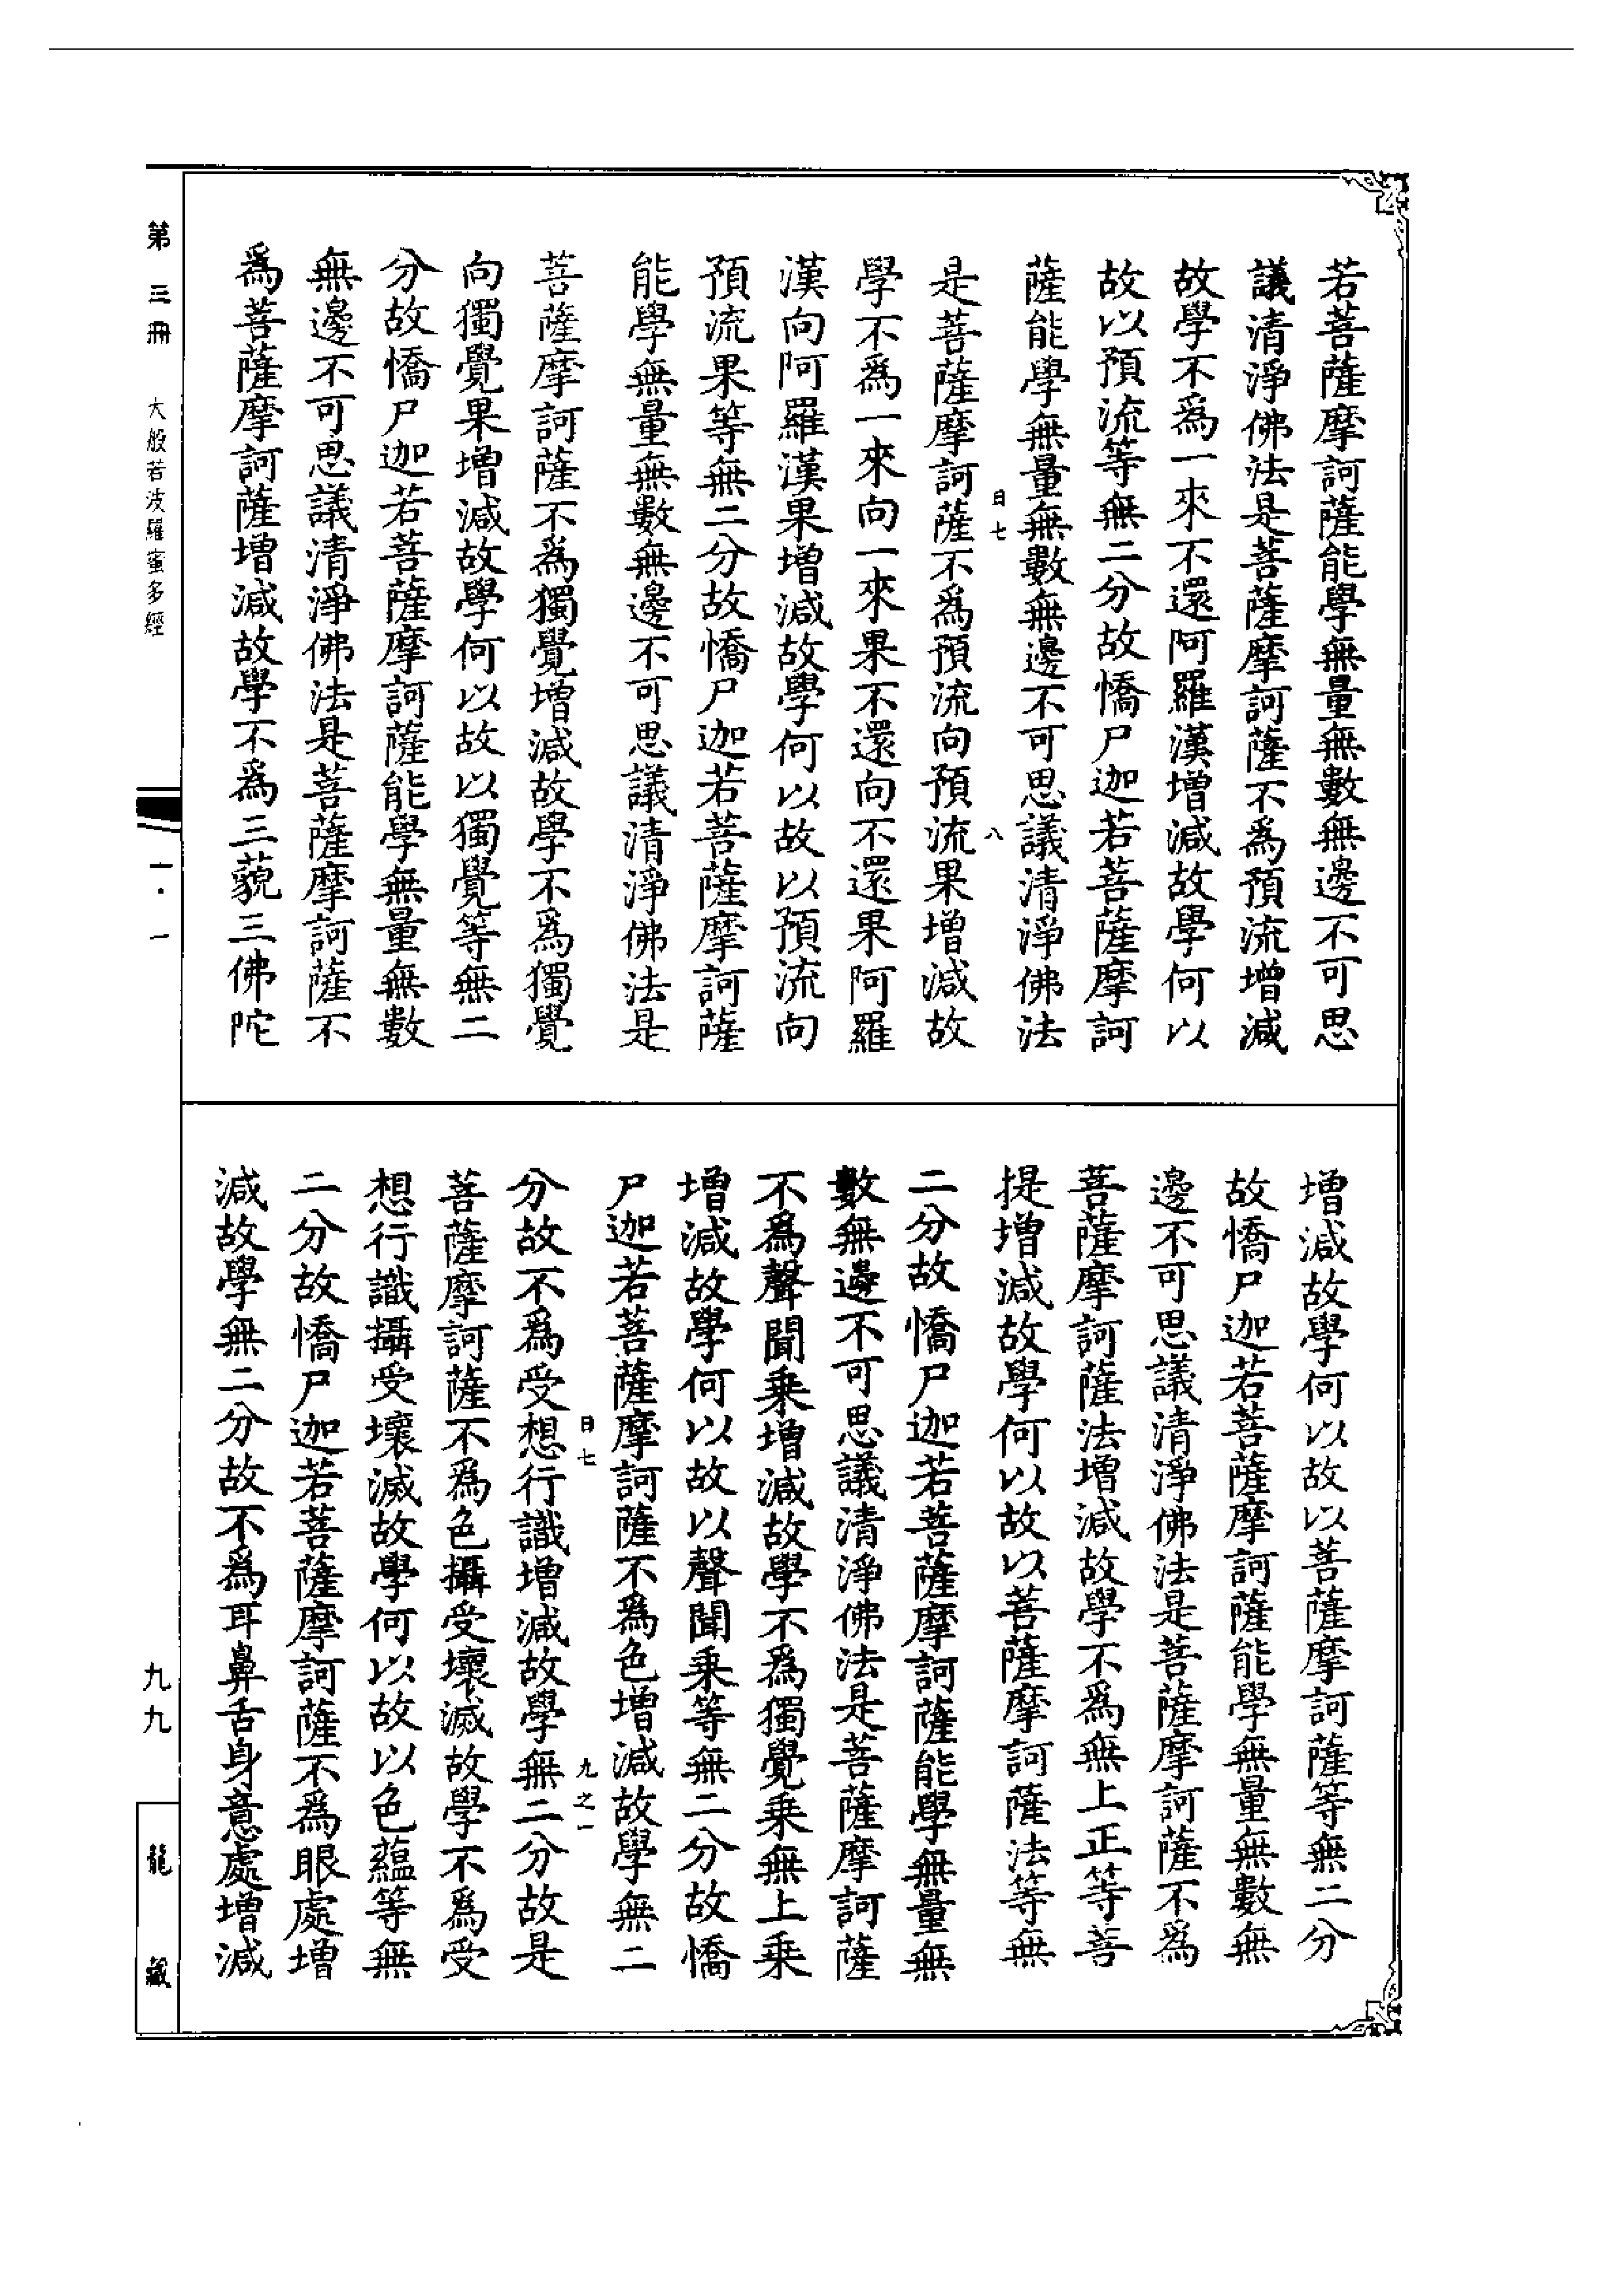 若菩薩摩訶薩能學無量無數無邊不可思
議清淨佛法是菩薩摩訶薩不爲預流增減
故學不爲一來不還阿羅漢增減故學何以
故以預流等無二分故憍尸迦若菩薩摩訶
薩能學無量無數無邊不可思議清淨佛法
日七 八
是菩薩摩訶薩不爲預流向預流果增減故
學不爲一來向一來果不還向不還果阿羅
漢向阿羅漢果增減故學何以故以預流向
預流果等無二分故憍尸迦若菩薩摩訶薩
能學無量無數無邊不可思議清淨佛法是
菩薩摩訶薩不爲獨覺增減故學不爲獨覺
向獨覺果增減故學何以故以獨覺等無二
分故憍尸迦若菩薩摩訶薩能學無量無數
無邊不可思議清淨佛法是菩薩摩訶薩不
爲菩薩摩訶薩增減故學不爲三藐三佛陀
增減故學何以故以菩薩摩訶薩等無二分
故憍尸迦若菩薩摩訶薩能學無量無數無
邊不可思議清淨佛法是菩薩摩訶薩不爲
菩薩摩訶薩法增減故學不爲無上正等菩
提增減故學何以故以菩薩摩訶薩法等無
二分故憍尸迦若菩薩摩訶薩能學無量無
數無邊不可思議清淨佛法是菩薩摩訶薩
不爲聲聞乘增減故學不爲獨覺乘無上乘
增減故學何以故以聲聞乘等無二分故憍
尸迦若菩薩摩訶薩不爲色增減故學無二
日七 九之一
分故不爲受想行識增減故學無二分故是
菩薩摩訶薩不爲色攝受壞滅故學不爲受
想行識攝受壞滅故學何以故以色蘊等無
二分故憍尸迦若菩薩摩訶薩不爲眼處增
減故學無二分故不爲耳鼻舌身意處增減
第三冊 大般若波羅蜜多經
一·一
九九
龍藏